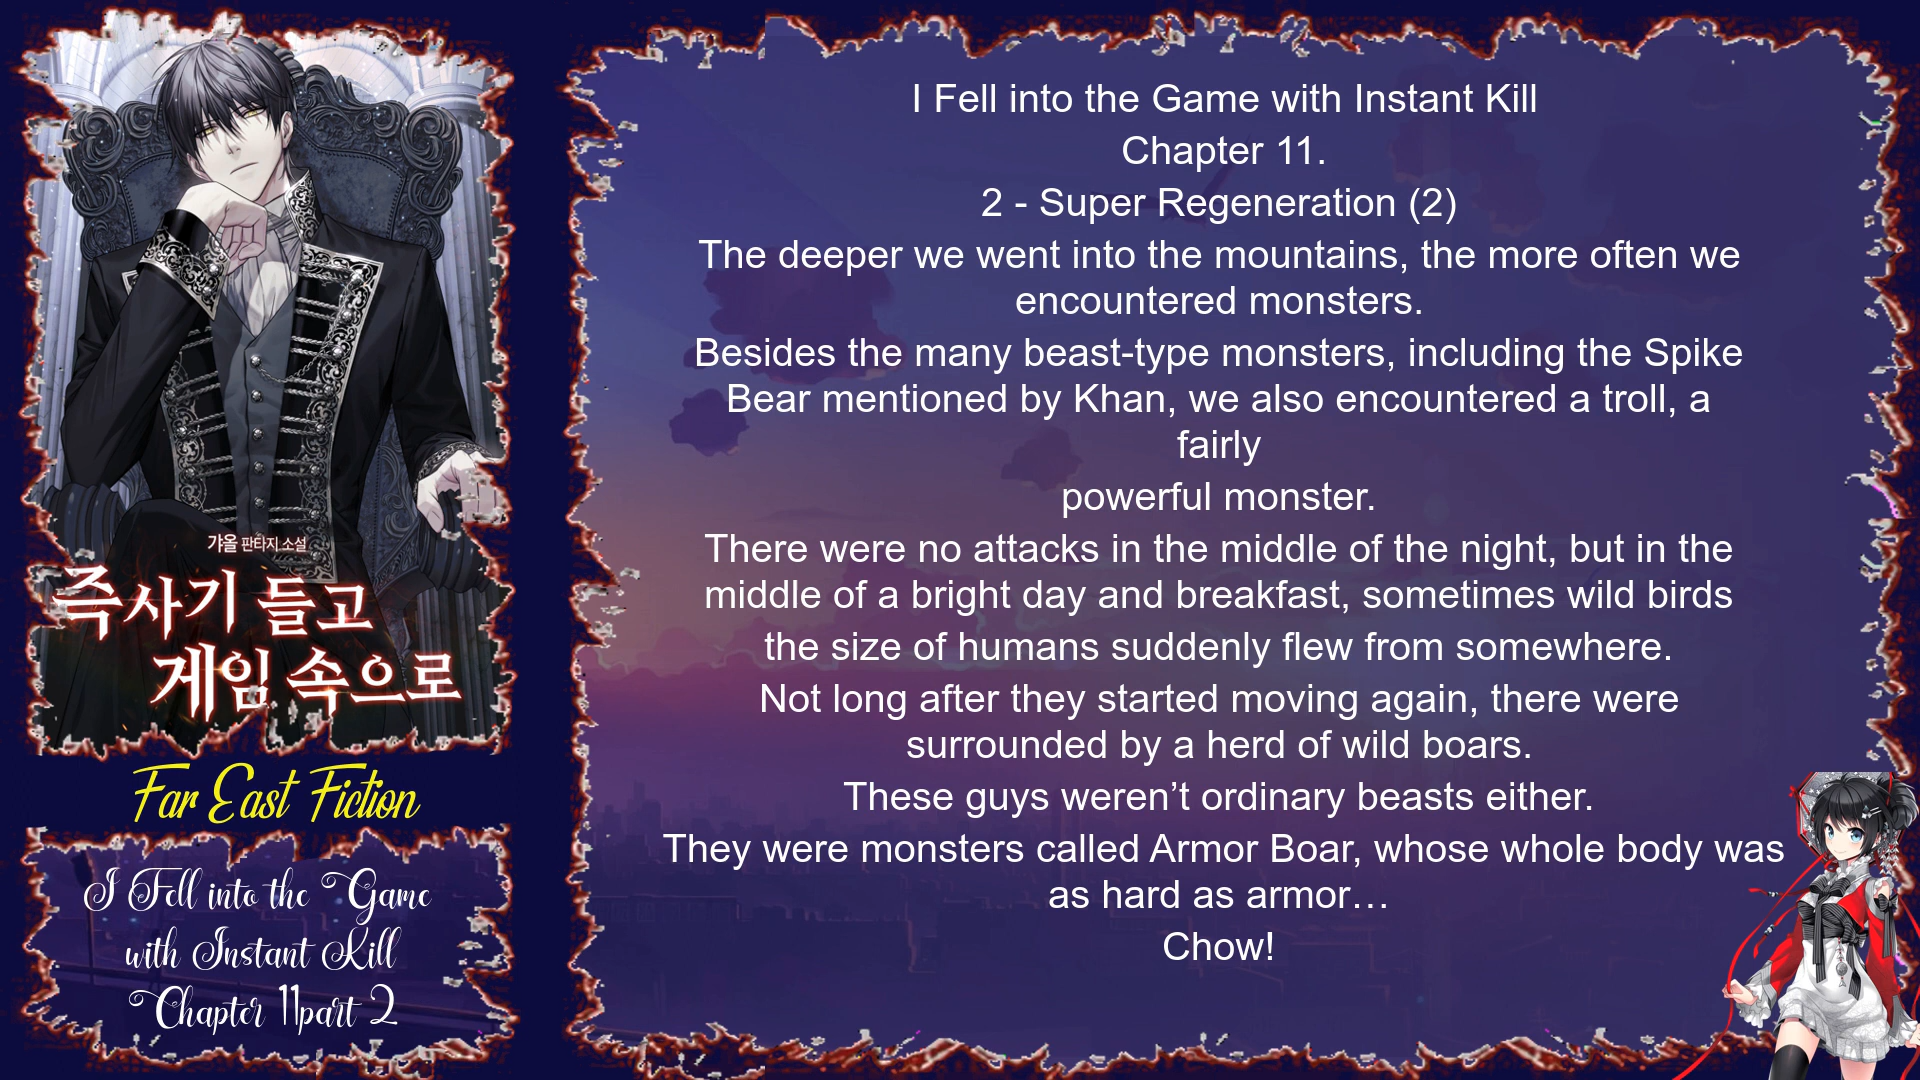 갸올 판타지 소설
즉사기 들고
게임 속으로
Far East Fiction
I Fell into the Game
with Instant Kill
Chapter 11part 2
I Fell into the Game with Instant Kill
Chapter 11.
2 - Super Regeneration (2)
The deeper we went into the mountains, the more often we
encountered monsters.
Besides the many beast-type monsters, including the Spike
Bear mentioned by Khan, we also encountered a troll, a
fairly
powerful monster.
There were no attacks in the middle of the night, but in the
middle of a bright day and breakfast, sometimes wild birds
the size of humans suddenly flew from somewhere.
Not long after they started moving again, there were
surrounded by a herd of wild boars.
These guys weren’t ordinary beasts either.
They were monsters called Armor Boar, whose whole body was
as hard as armor…
Chow!